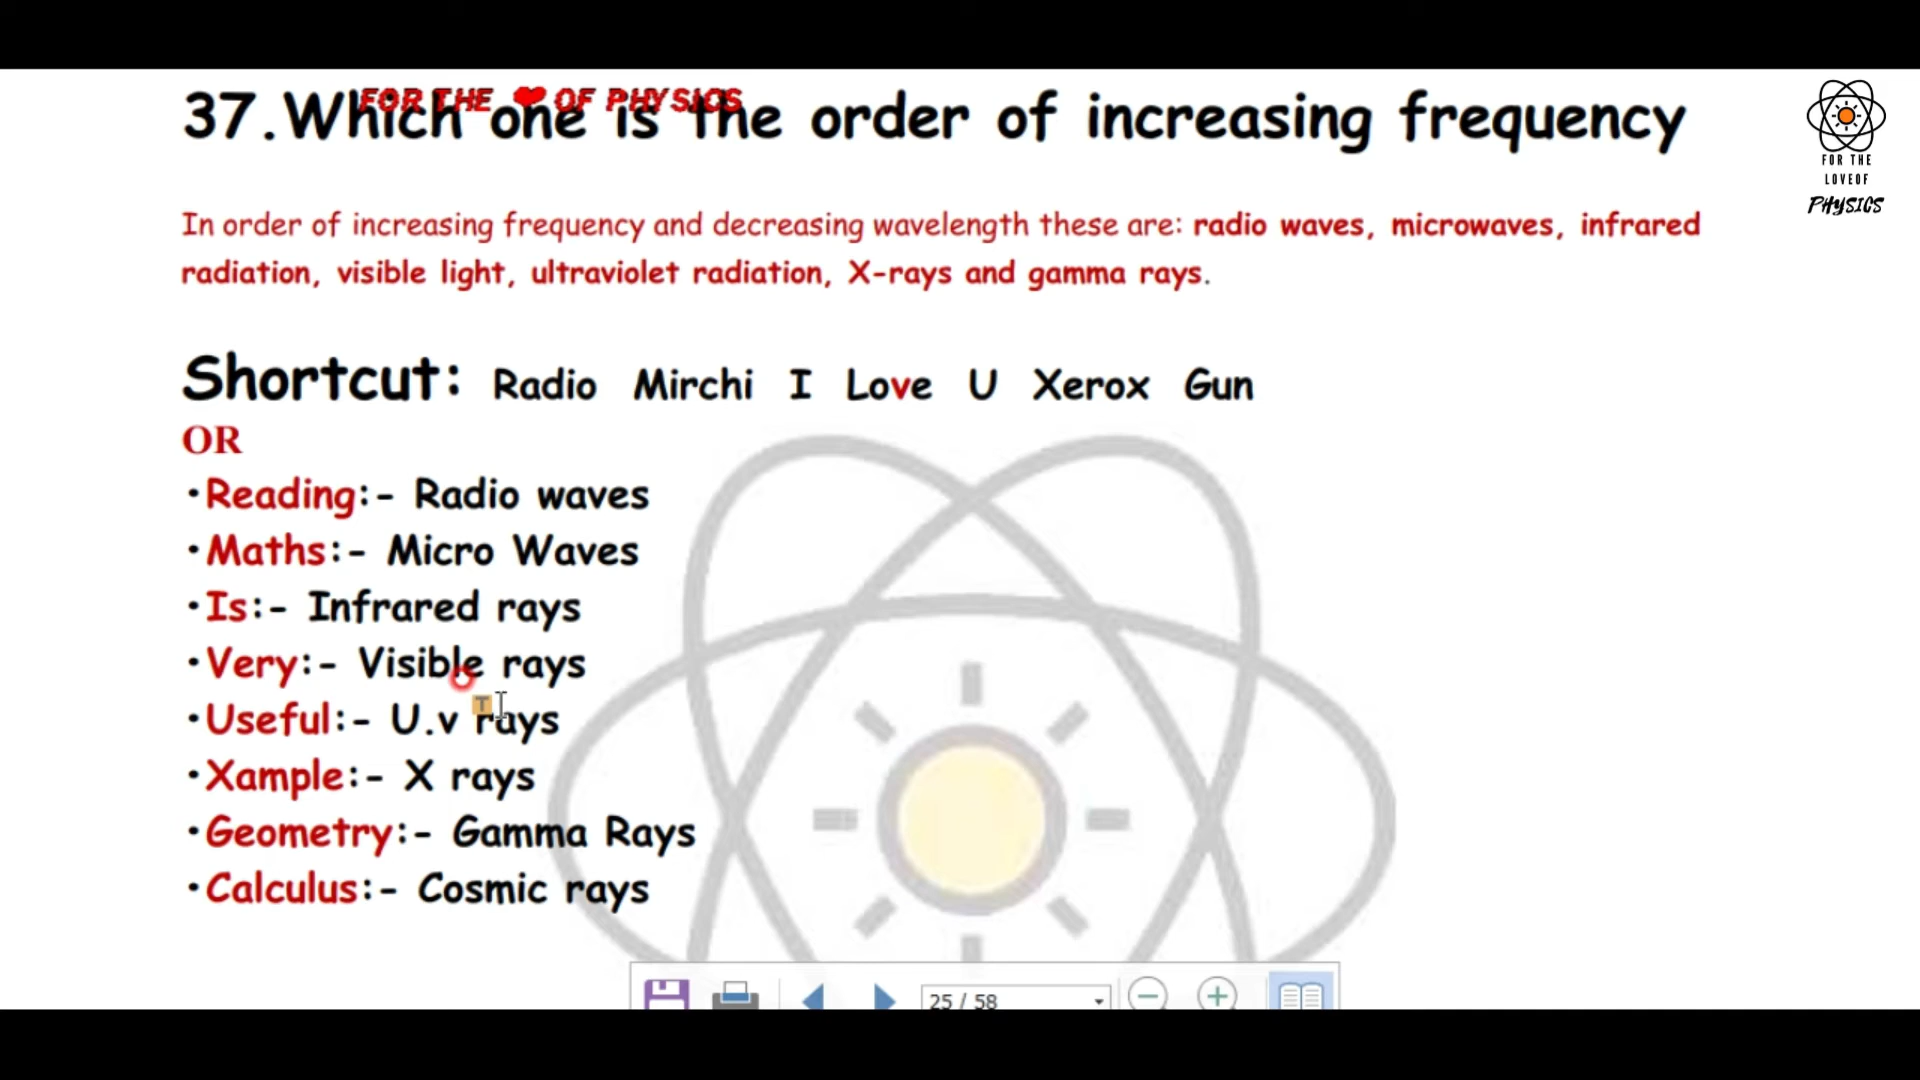 FOR THE ❤ OF PHYSICS
37.Which one is the order of increasing frequency
FOR THE
LOVEOF
PHYSICS
In order of increasing frequency and decreasing wavelength these are: radio waves, microwaves, infrared
radiation, visible light, ultraviolet radiation, X-rays and gamma rays.
Shortcut: Radio Mirchi I Love U Xerox Gun
OR
•Reading:- Radio waves
•Maths:- Micro Waves
•Is:- Infrared rays
•Very:- Visible rays
•Useful:- U.v rays
•Xample:- X rays
•Geometry:- Gamma Rays
•Calculus:- Cosmic rays
25 / 58